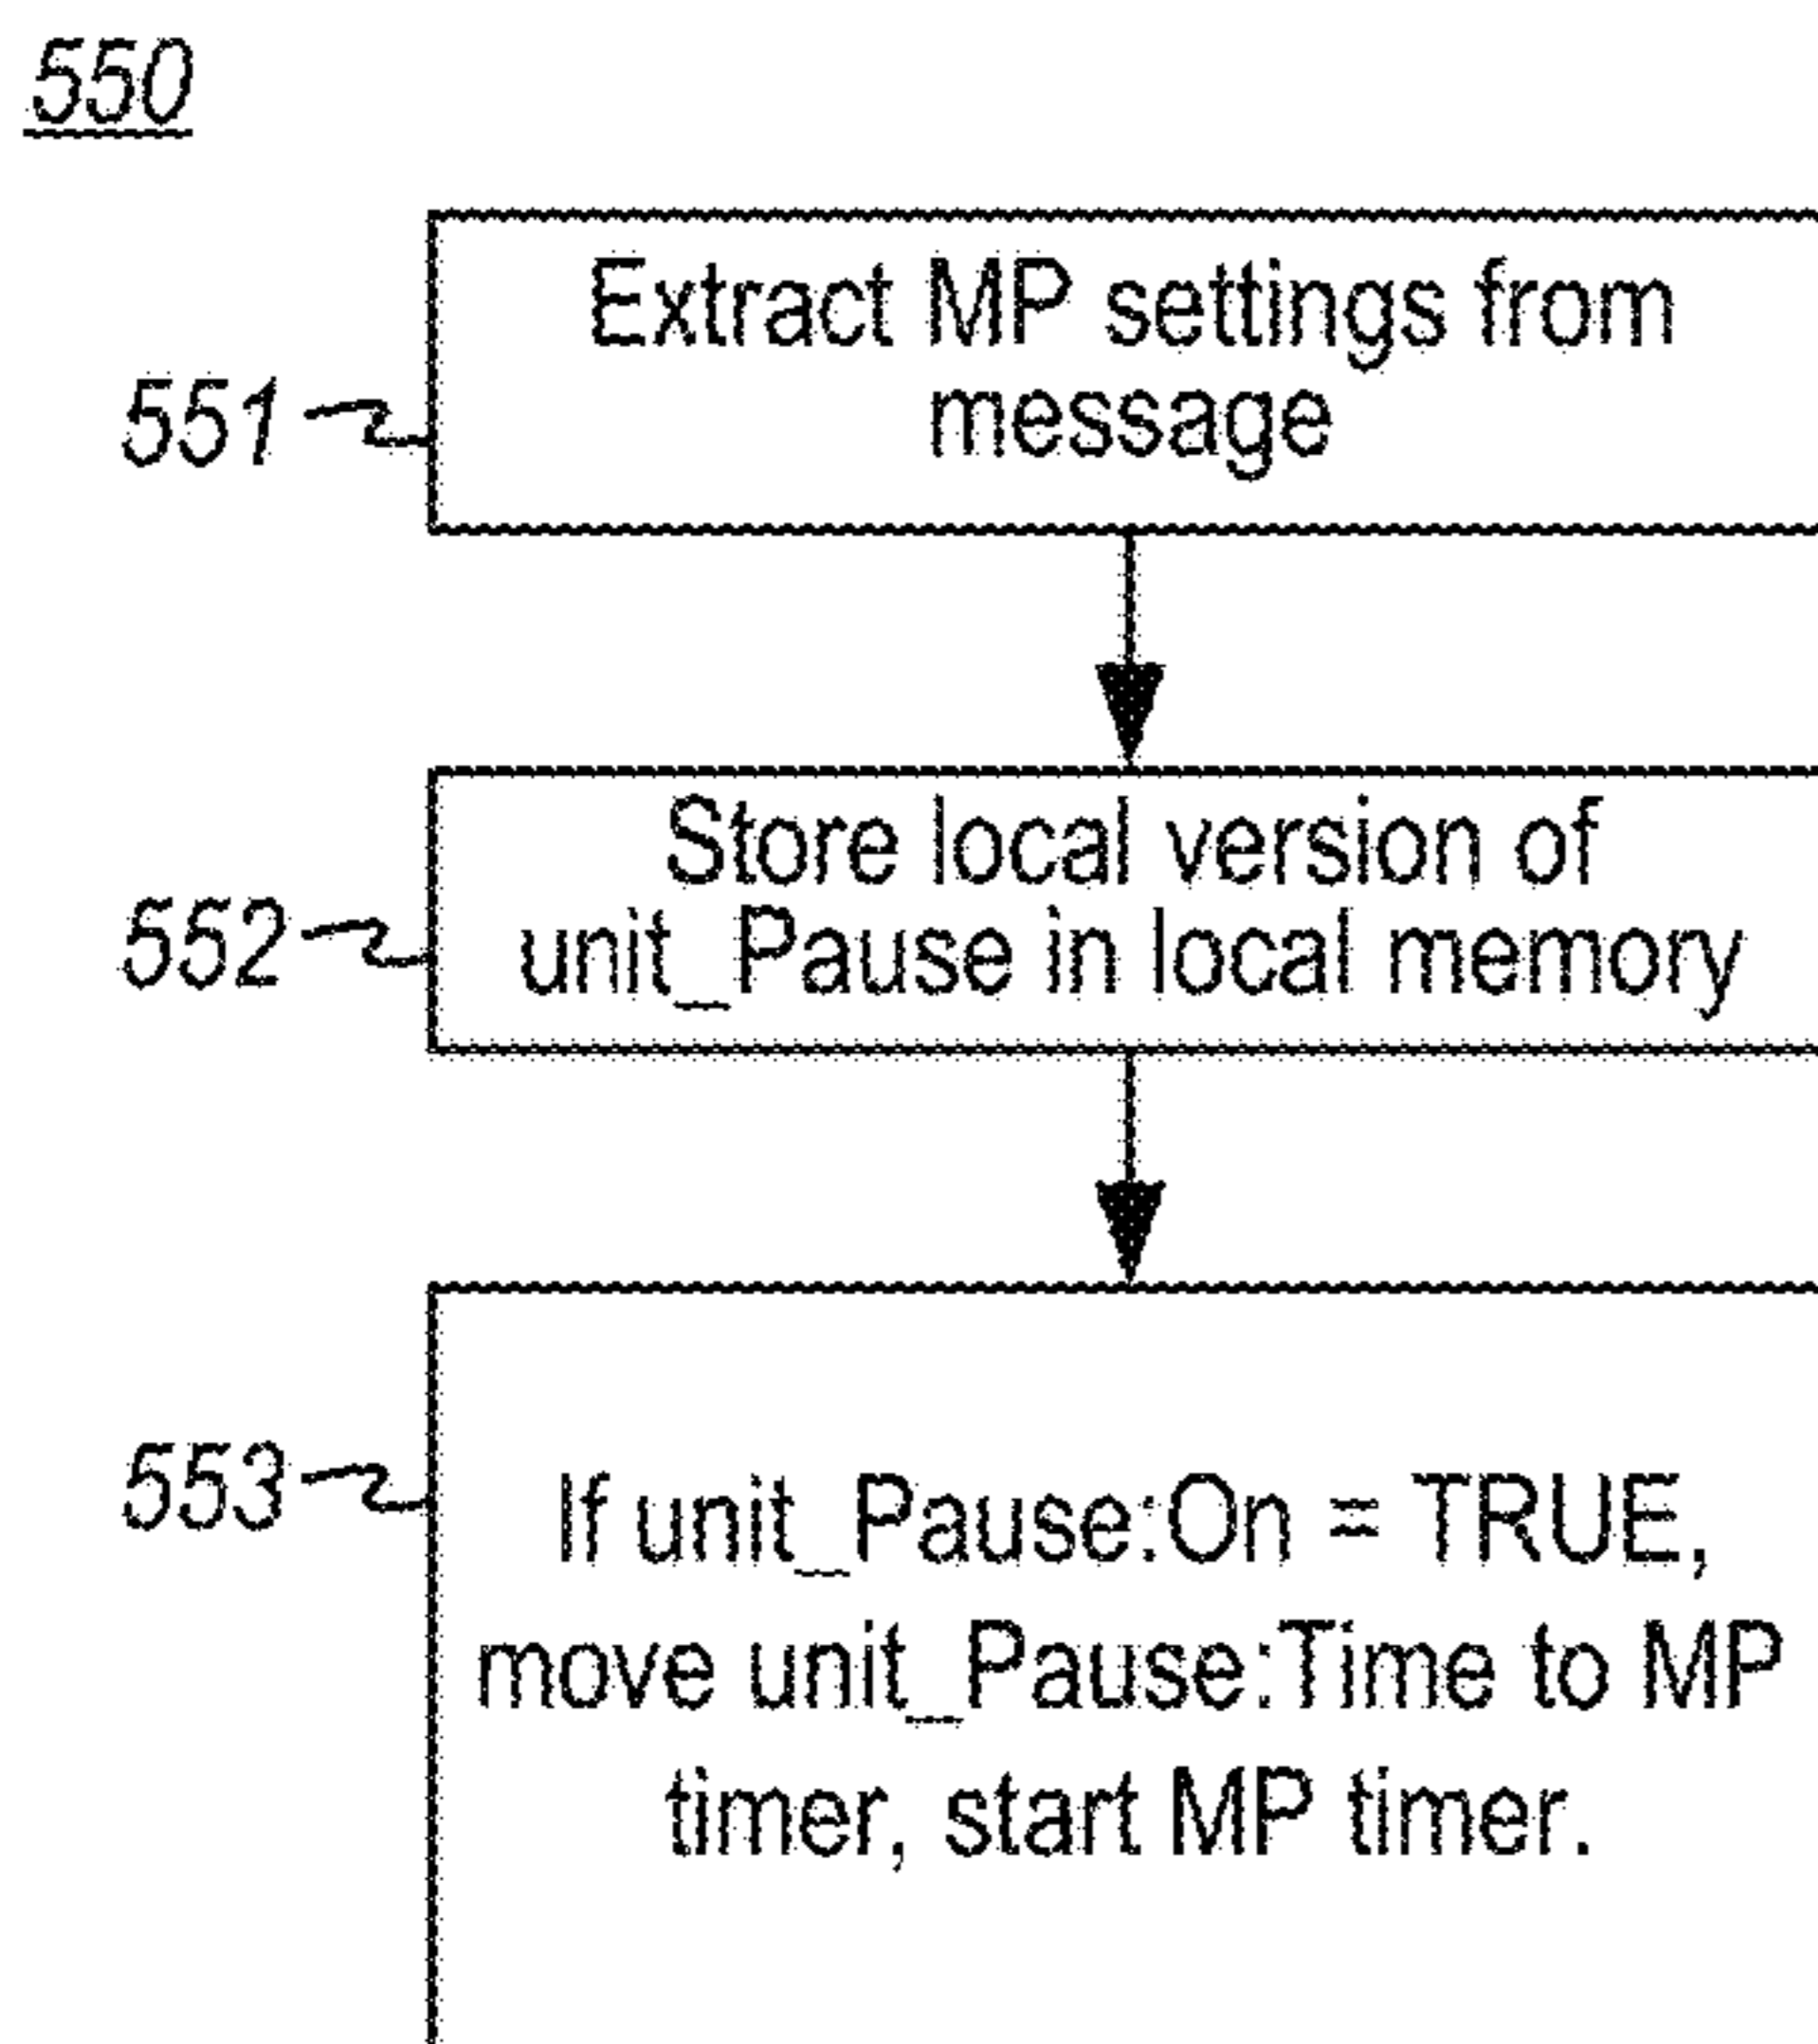 550
Extract MP settings from
message
551
Store local version of
unit_Pause in local memory
552
If unit_Pause:On = TRUE,
move unit_Pause:Time to MP
timer, start MP timer.
553